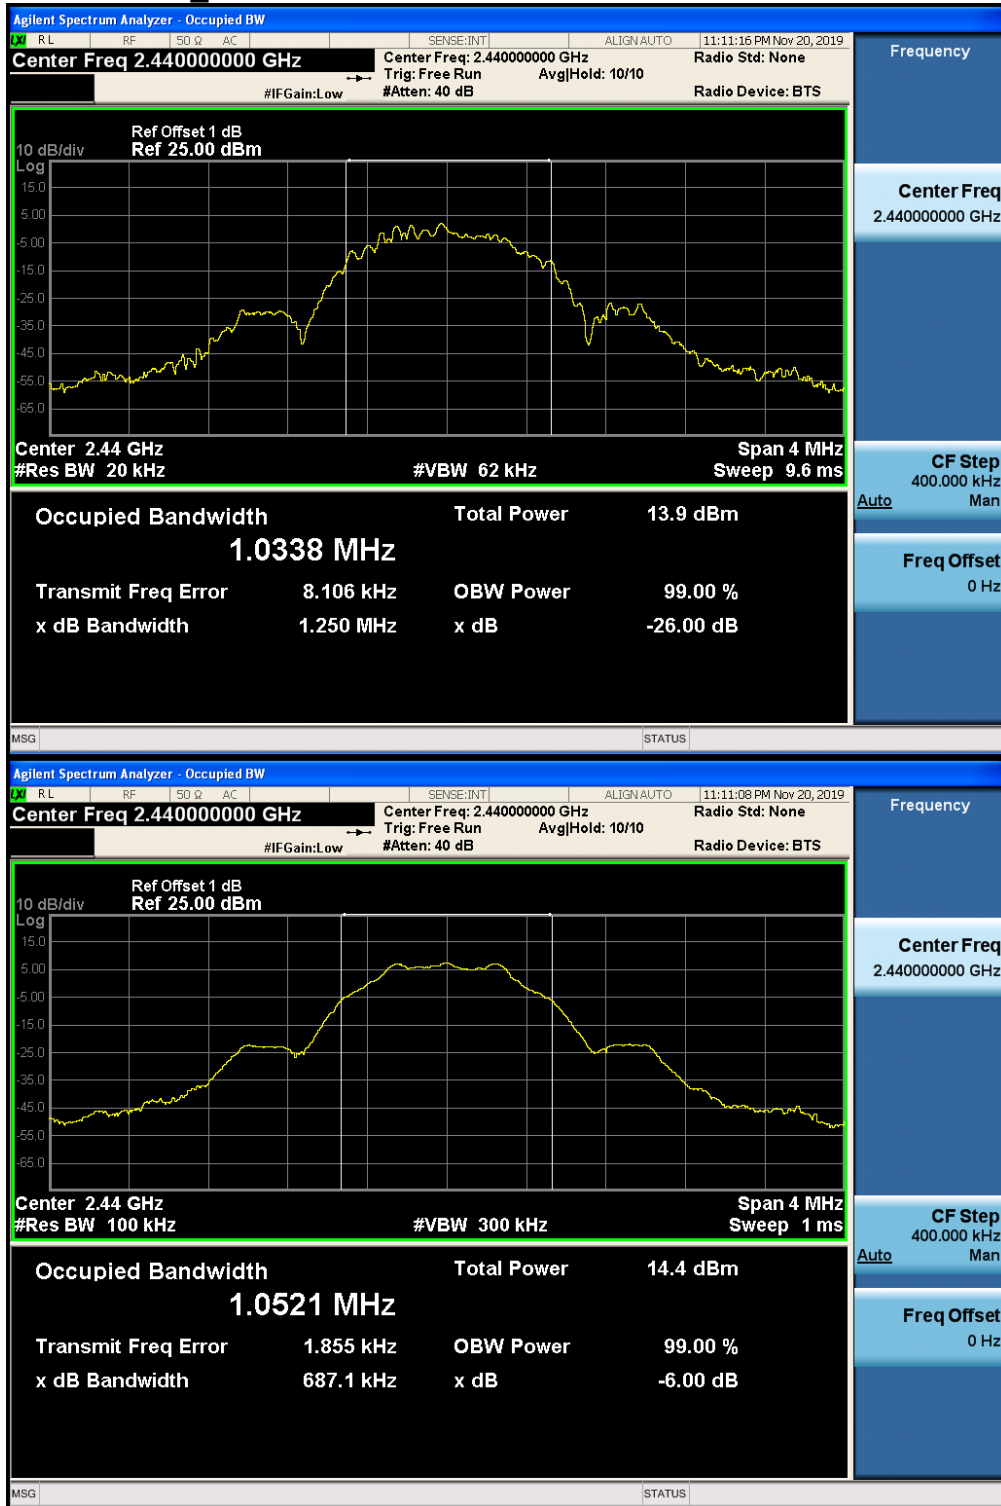 Agilent Spectrum Analyzer - Occupied BW
LXI RL RF 50 Ω AC SENSE:INT ALIGN AUTO 11:11:16 PM Nov 20, 2019
Center Freq 2.440000000 GHz Center Freq: 2.440000000 GHz Radio Std: None
Trig: Free Run Avg|Hold: 10/10
#IFGain:Low #Atten: 40 dB Radio Device: BTS
Frequency
Ref Offset 1 dB
10 dB/div Ref 25.00 dBm
Log
15.0
5.00
-5.00
-15.0
-25.0
-35.0
-45.0
-55.0
-65.0
Center 2.44 GHz Span 4 MHz
#Res BW 20 kHz #VBW 62 kHz Sweep 9.6 ms
Occupied Bandwidth Total Power 13.9 dBm
1.0338 MHz
Transmit Freq Error 8.106 kHz OBW Power 99.00 %
x dB Bandwidth 1.250 MHz x dB -26.00 dB
Center Freq
2.440000000 GHz
CF Step
400.000 kHz
Auto Man
Freq Offset
0 Hz
MSG STATUS
Agilent Spectrum Analyzer - Occupied BW
LXI RL RF 50 Ω AC SENSE:INT ALIGN AUTO 11:11:08 PM Nov 20, 2019
Center Freq 2.440000000 GHz Center Freq: 2.440000000 GHz Radio Std: None
Trig: Free Run Avg|Hold: 10/10
#IFGain:Low #Atten: 40 dB Radio Device: BTS
Frequency
Ref Offset 1 dB
10 dB/div Ref 25.00 dBm
Log
15.0
5.00
-5.00
-15.0
-25.0
-35.0
-45.0
-55.0
-65.0
Center 2.44 GHz Span 4 MHz
#Res BW 100 kHz #VBW 300 kHz Sweep 1 ms
Occupied Bandwidth Total Power 14.4 dBm
1.0521 MHz
Transmit Freq Error 1.855 kHz OBW Power 99.00 %
x dB Bandwidth 687.1 kHz x dB -6.00 dB
Center Freq
2.440000000 GHz
CF Step
400.000 kHz
Auto Man
Freq Offset
0 Hz
MSG STATUS